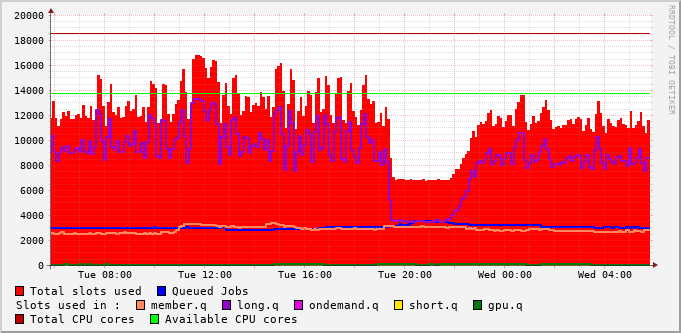 20000
18000
16000
14000
12000
10000
8000
6000
4000
2000
0
Tue 08:00 Tue 12:00 Tue 16:00 Tue 20:00 Wed 00:00 Wed 04:00
RRDTOOL / TOBI OETIKER
Total slots used Queued Jobs
Slots used in : member.q long.q ondemand.q short.q gpu.q
Total CPU cores Available CPU cores